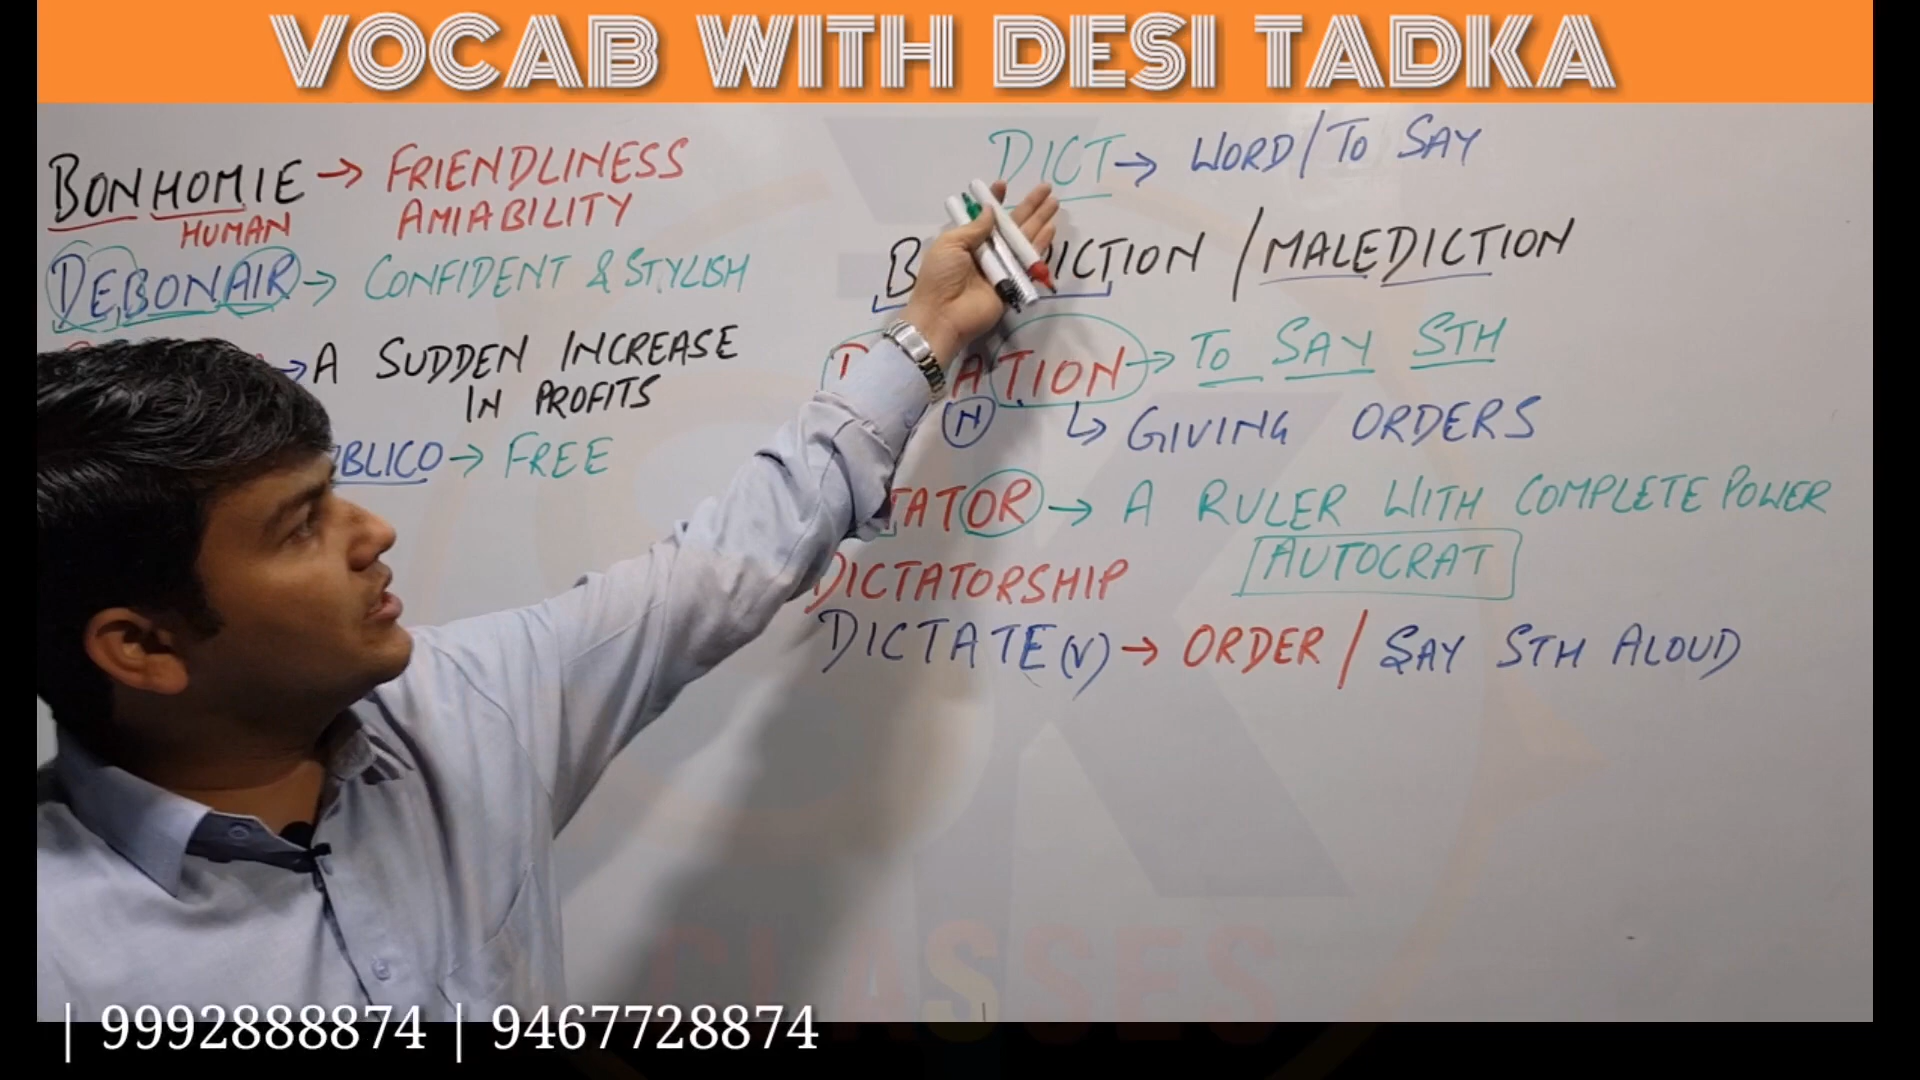 VOCAB WITH DESI TADKA
BONHOMIE → FRIENDLINESS
HUMAN AMIABILITY
DEBONAIR → CONFIDENT & STYLISH
→ A SUDDEN INCREASE
IN PROFITS
BLICO → FREE
DICT → WORD / TO SAY
B ICTION / MALEDICTION
ATION → TO SAY STH
N ↳ GIVING ORDERS
TATOR → A RULER WITH COMPLETE POWER
AUTOCRAT
DICTATORSHIP
DICTATE (V) → ORDER / SAY STH ALOUD
CLASSES
| 9992888874 | 9467728874